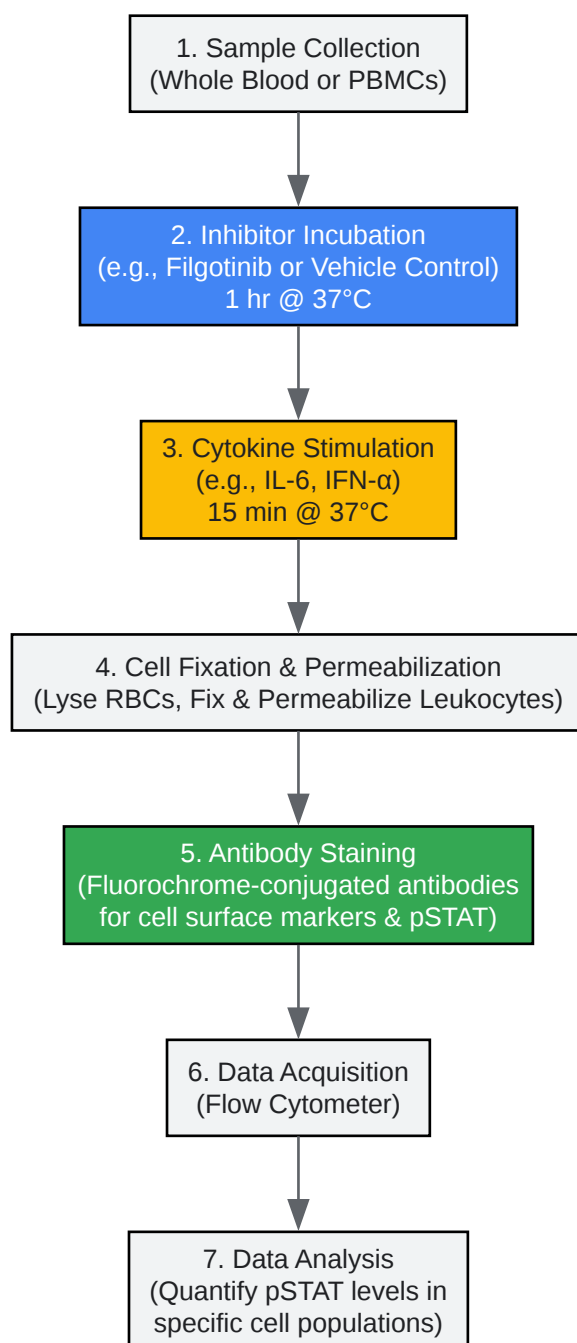 1. Sample Collection
(Whole Blood or PBMCs)
2. Inhibitor Incubation
(e.g., Filgotinib or Vehicle Control)
1 hr @ 37°C
3. Cytokine Stimulation
(e.g., IL-6, IFN-α)
15 min @ 37°C
4. Cell Fixation & Permeabilization
(Lyse RBCs, Fix & Permeabilize Leukocytes)
5. Antibody Staining
(Fluorochrome-conjugated antibodies
for cell surface markers & pSTAT)
6. Data Acquisition
(Flow Cytometer)
7. Data Analysis
(Quantify pSTAT levels in
specific cell populations)